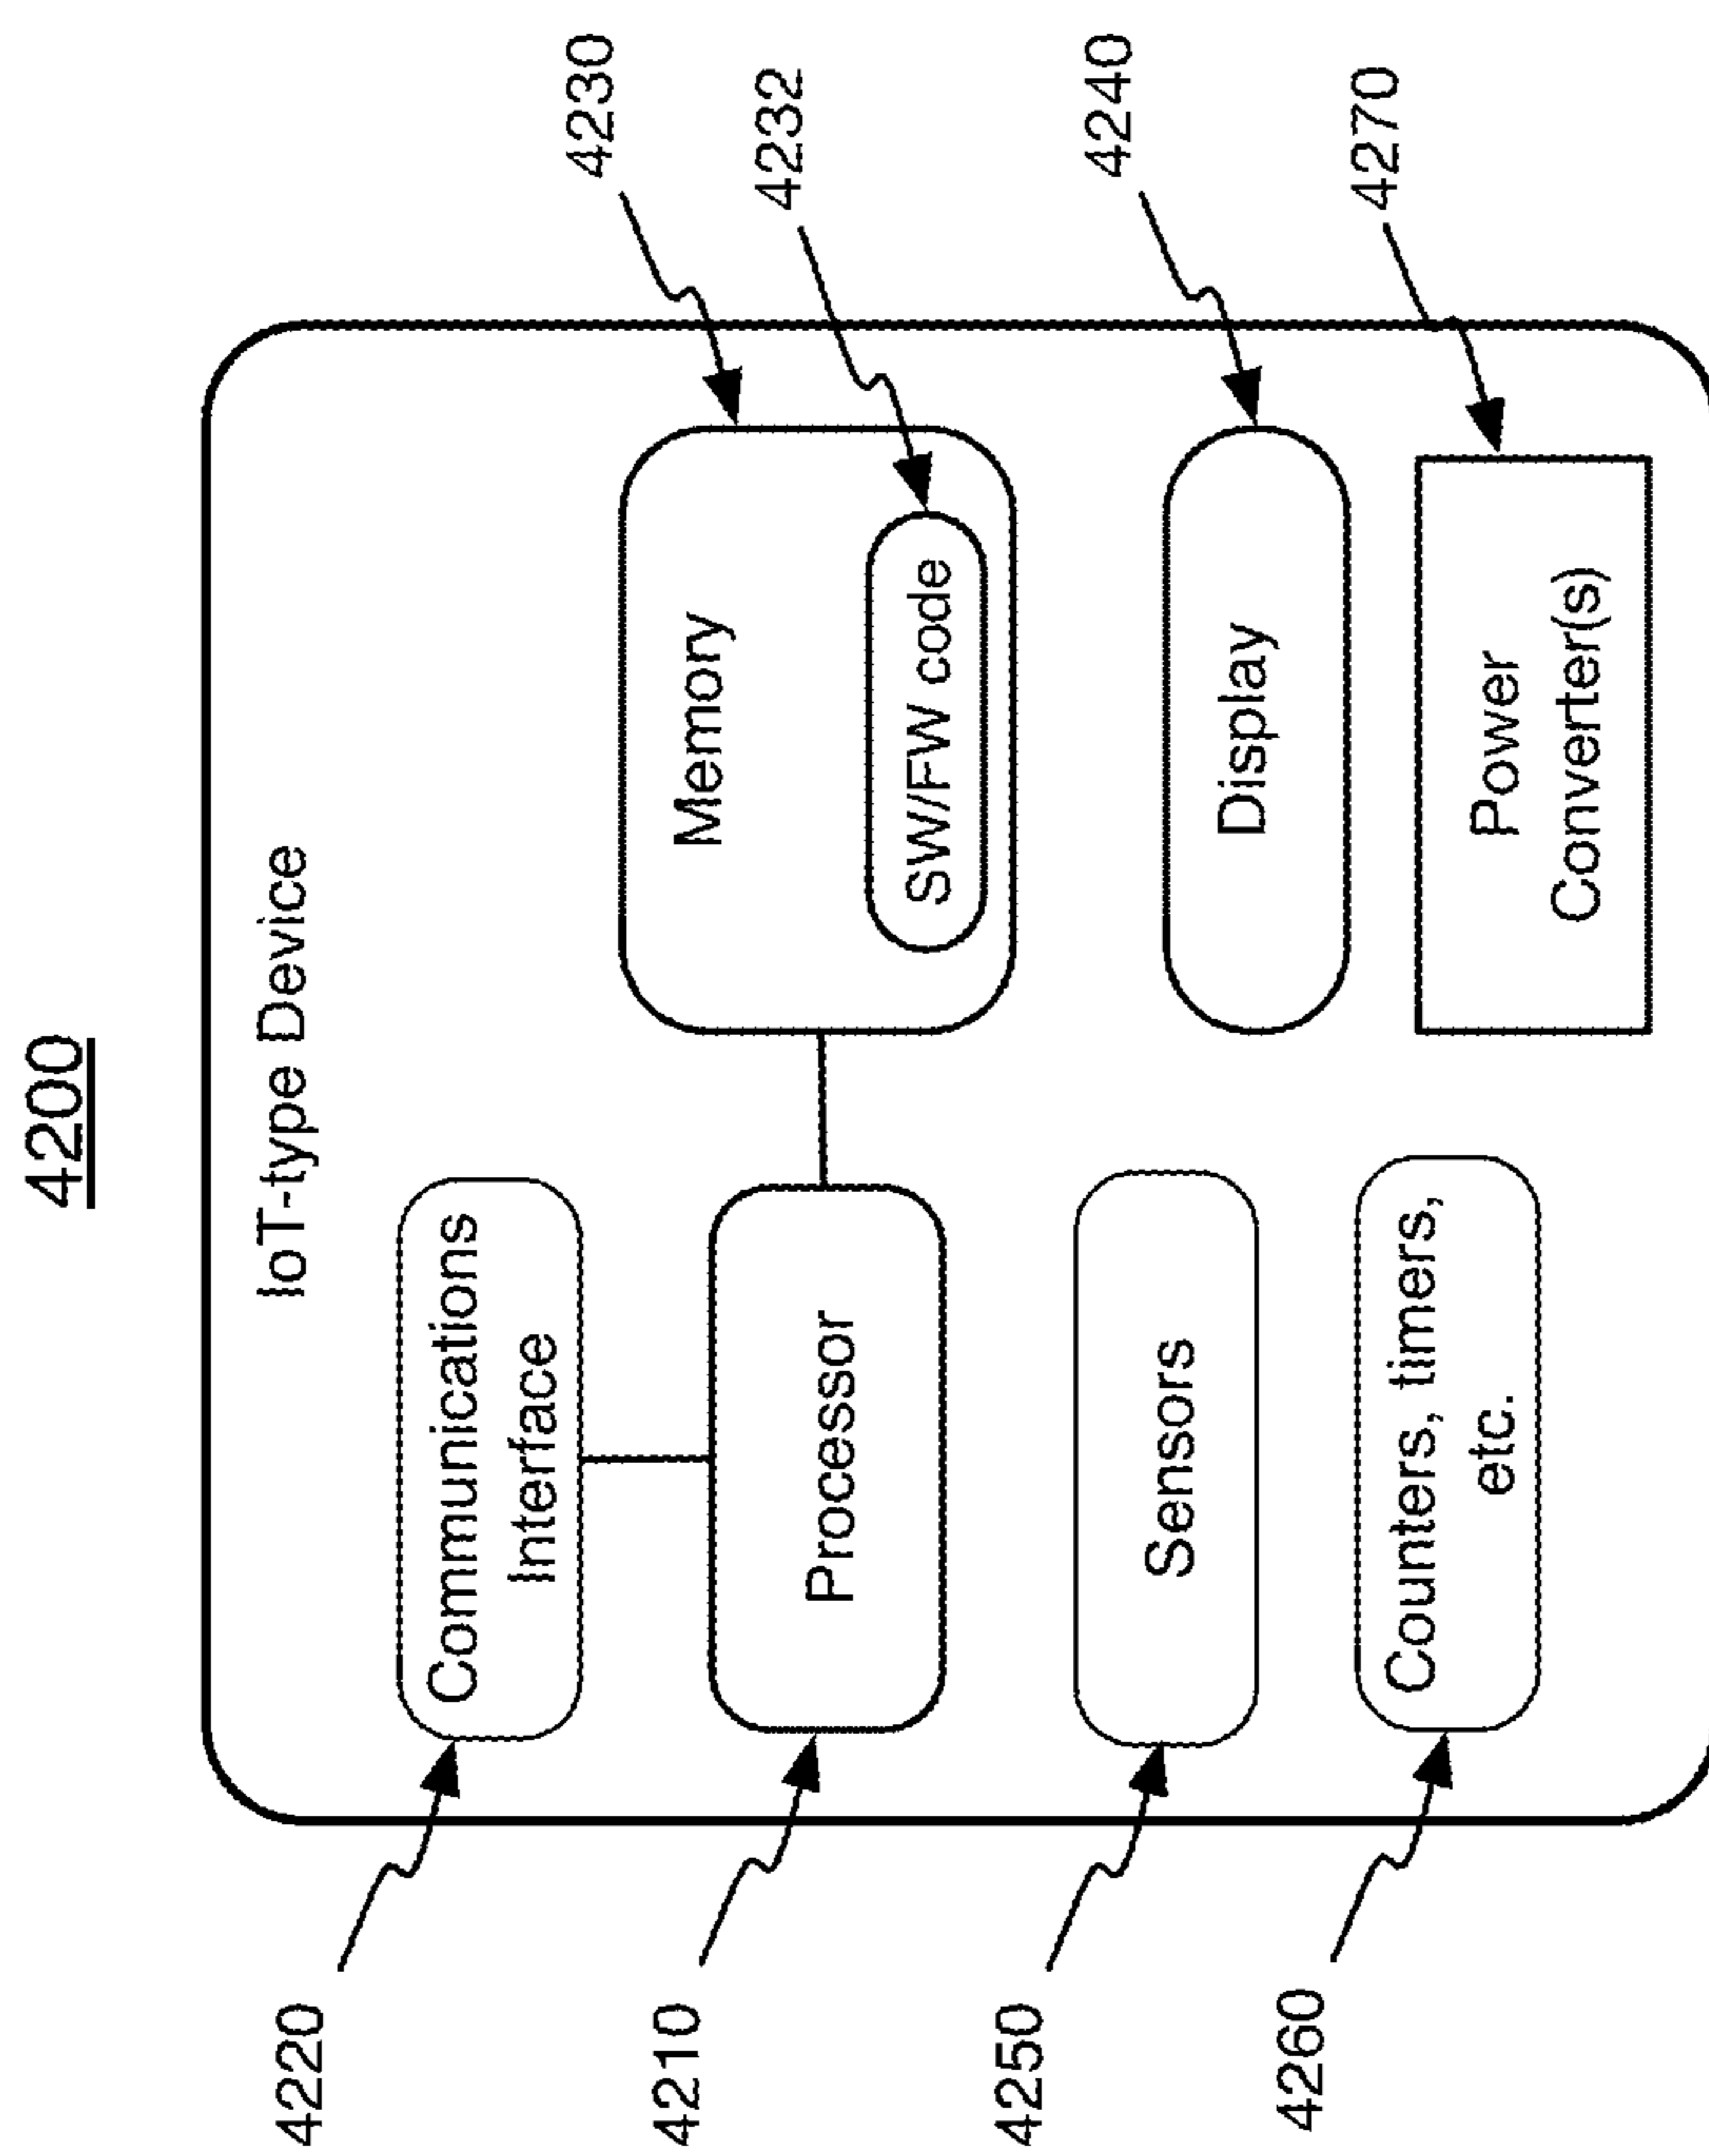 4200
IoT-type Device
4220
Communications
Interface
4210
Processor
4250
Sensors
4260
Counters, timers,
etc.
Memory
4230
SW/FW code
4232
Display
4240
Power
Converter(s)
4270